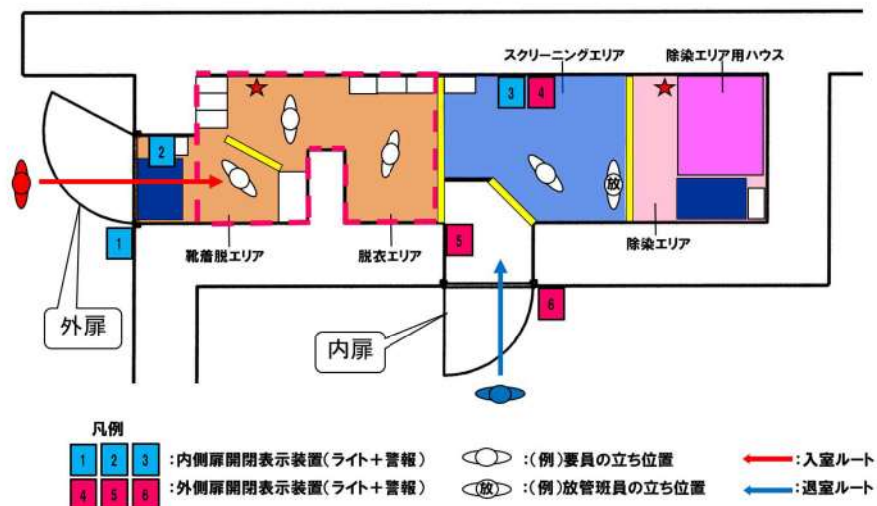 スクリーニングエリア
除染エリア用ハウス
3
4
2
放
1
5
靴着脱エリア
脱衣エリア
除染エリア
6
外扉
内扉
凡例
1 2 3 :内側扉開閉表示装置(ライト+警報)
:(例)要員の立ち位置
:入室ルート
4 5 6 :外側扉開閉表示装置(ライト+警報)
放 :(例)放管班員の立ち位置
:退室ルート